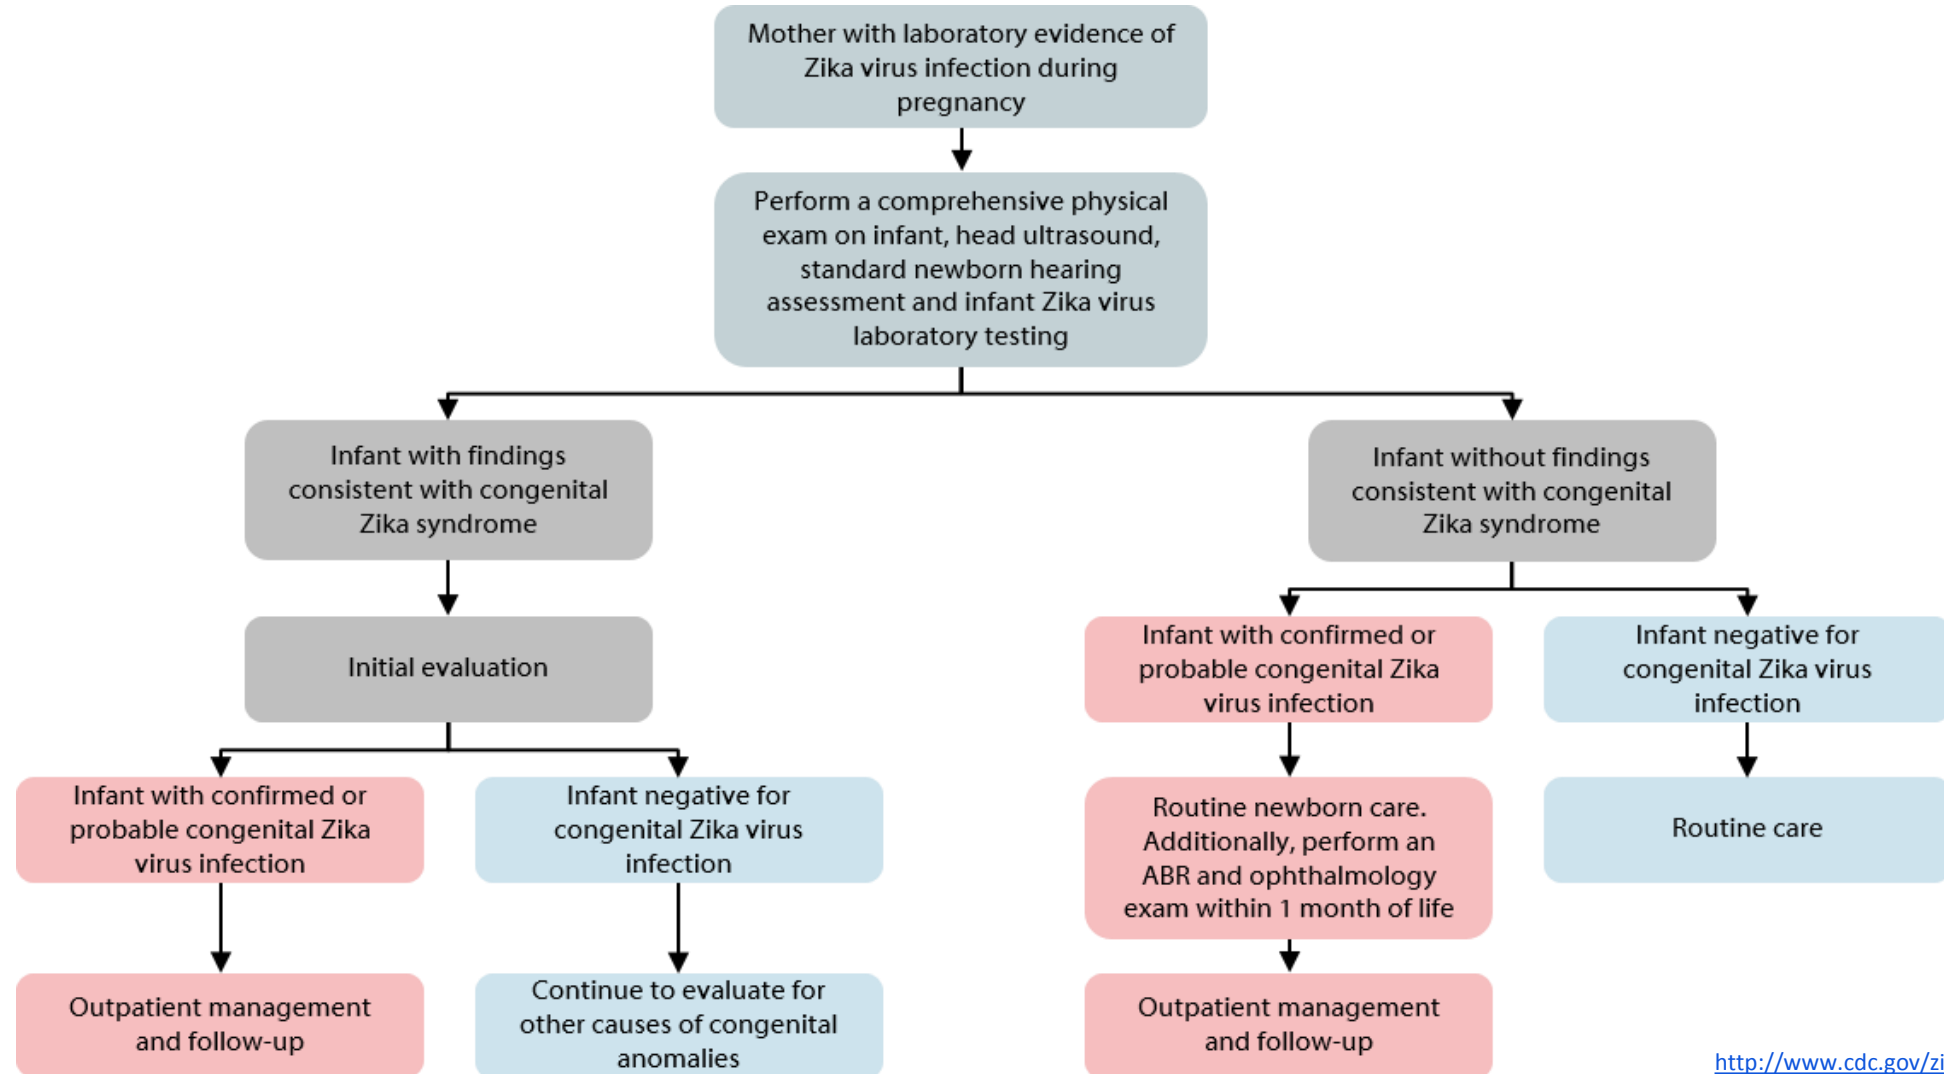 Mother with laboratory evidence of
Zika virus infection during
pregnancy
Perform a comprehensive physical
exam on infant, head ultrasound,
standard newborn hearing
assessment and infant Zika virus
laboratory testing
Infant with findings
consistent with congenital
Zika syndrome
Infant without findings
consistent with congenital
Zika syndrome
Initial evaluation
Infant with confirmed or
probable congenital Zika
virus infection
Infant negative for
congenital Zika virus
infection
Infant with confirmed or
probable congenital Zika
virus infection
Infant negative for
congenital Zika virus
infection
Routine newborn care.
Additionally, perform an
ABR and ophthalmology
exam within 1 month of life
Routine care
Outpatient management
and follow-up
Continue to evaluate for
other causes of congenital
anomalies
Outpatient management
and follow-up
http://www.cdc.gov/zi